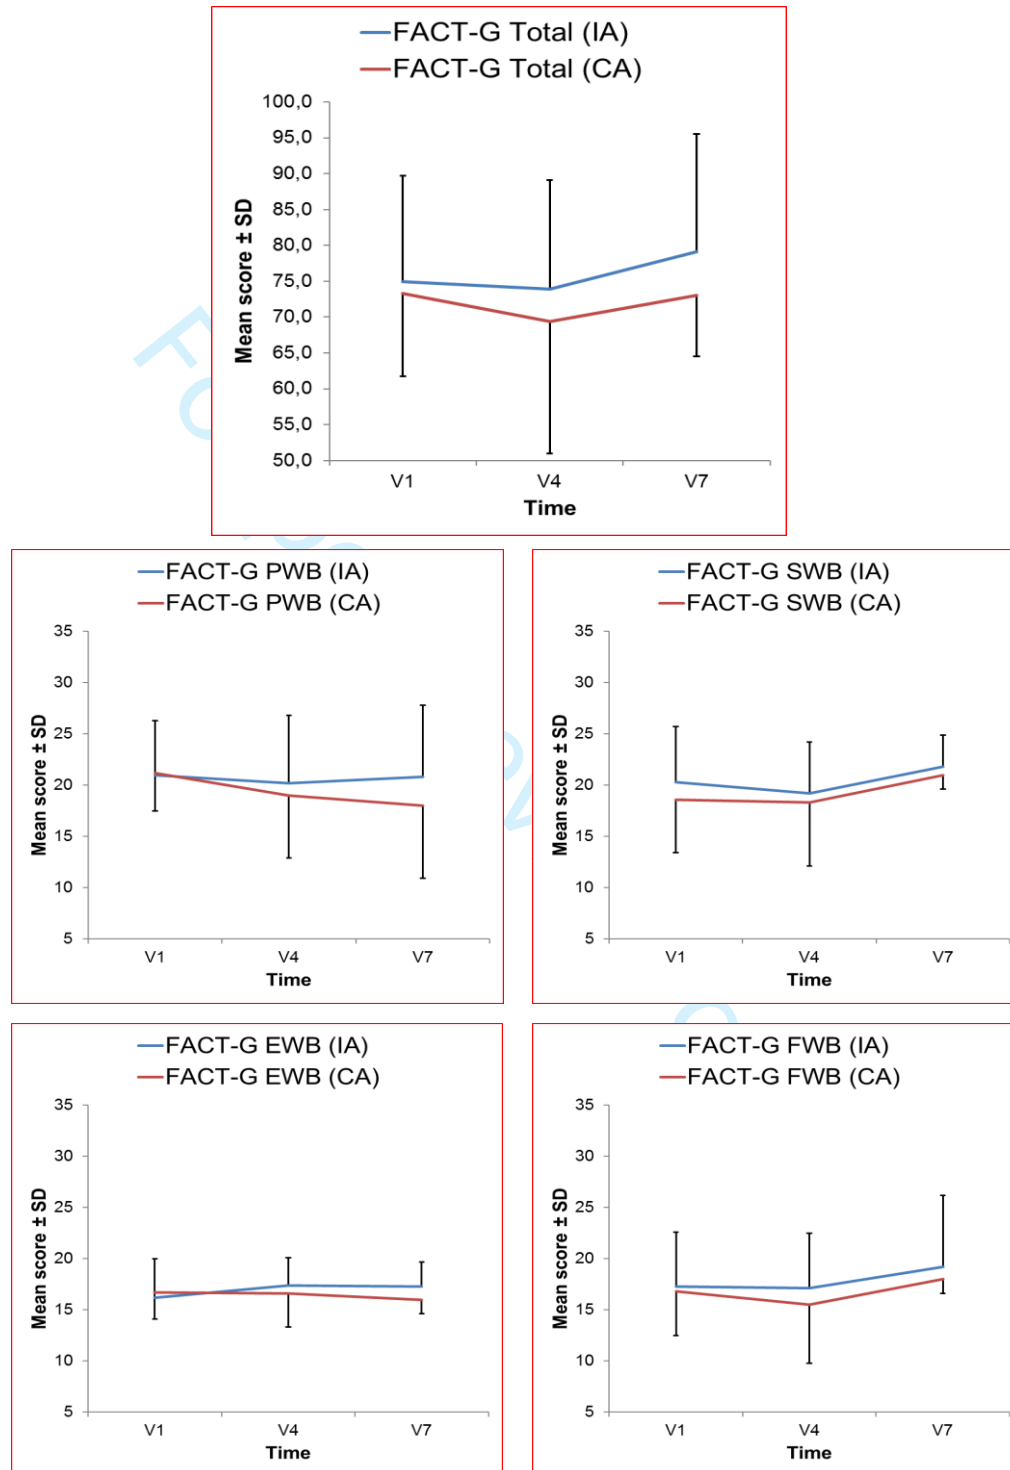 FACT-G Total (IA)
FACT-G Total (CA)
Mean score ± SD
100,0
95,0
90,0
85,0
80,0
75,0
70,0
65,0
60,0
55,0
50,0
V1 V4 V7
Time
FACT-G PWB (IA)
FACT-G PWB (CA)
Mean score ± SD
35
30
25
20
15
10
5
V1 V4 V7
Time
FACT-G SWB (IA)
FACT-G SWB (CA)
Mean score ± SD
35
30
25
20
15
10
5
V1 V4 V7
Time
FACT-G EWB (IA)
FACT-G EWB (CA)
Mean score ± SD
35
30
25
20
15
10
5
V1 V4 V7
Time
FACT-G FWB (IA)
FACT-G FWB (CA)
Mean score ± SD
35
30
25
20
15
10
5
V1 V4 V7
Time